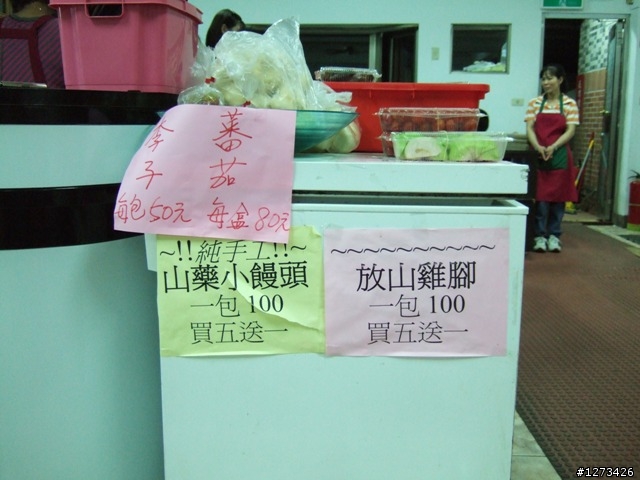 蕃茄
每盒80元
李子
每包50元
~!!純手工!!~
山藥小饅頭
一包 100
買五送一
~~~~~~~~~~
放山雞腳
一包 100
買五送一
#1273426